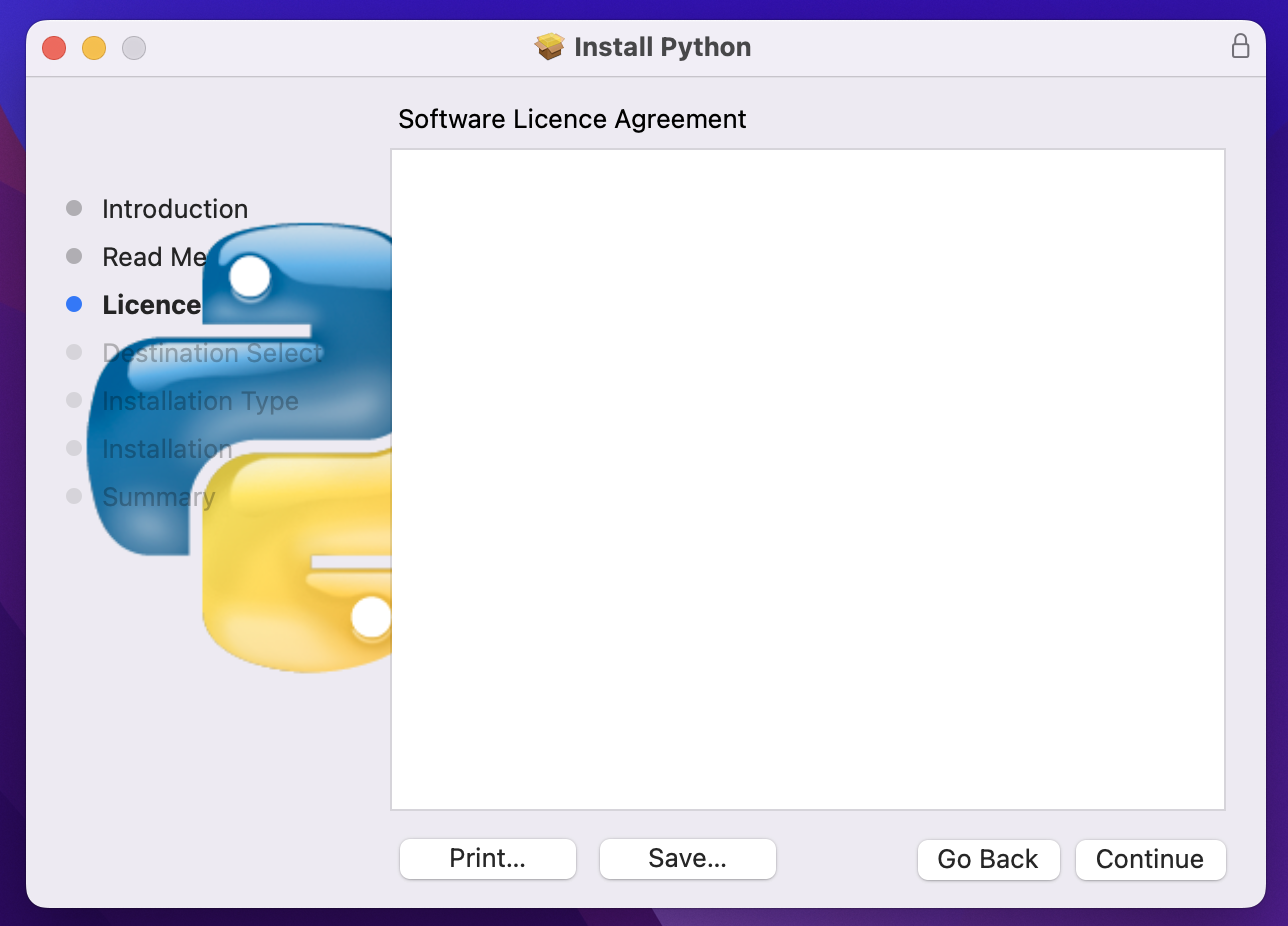 Install Python
Software Licence Agreement
Introduction
Read Me
Licence
Destination Select
Installation Type
Installation
Summary
Print...
Save...
Go Back
Continue